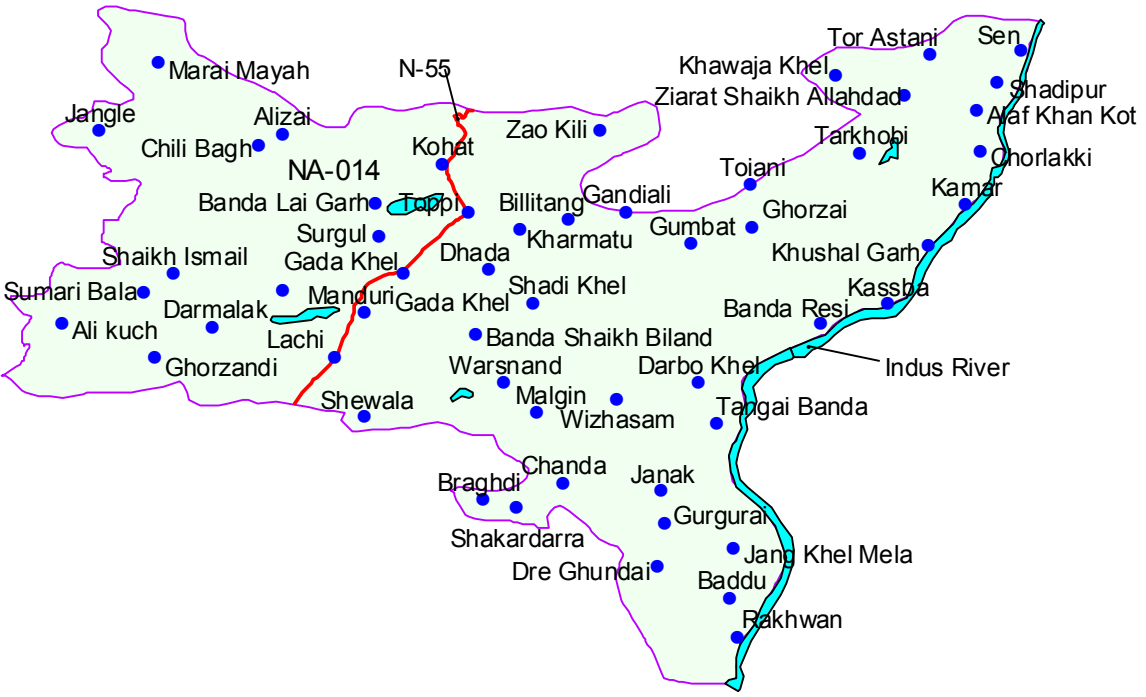 Sen
Tor Astani
Khawaja Khel
N-55
Marai Mayah
Shadipur
Ziarat Shaikh Allahdad
Ajaf Khan Kot
Jangle
Alizai
Zao Kili
Tarkhobi
Chili Bagh
Kohat
Chorlakki
NA-014
Toiani
Kamar
Banda Lai Garh
Toppi
Billitang
Gandiali
Ghorzai
Surgul
Kharmatu
Gumbat
Khushal Garh
Shaikh Ismail
Gada Khel
Dhada
Sumari Bala
Darmalak
Manduri
Gada Khel
Shadi Khel
Kassba
Banda Resi
Ali kuch
Lachi
Banda Shaikh Biland
Ghorzandi
Warsnand
Darbo Khel
Indus River
Shewala
Malgin
Wizhasam
Tangai Banda
Chanda
Janak
Braghdi
Gurgurai
Shakardarra
Jang Khel Mela
Dre Ghundai
Baddu
Rakhwan